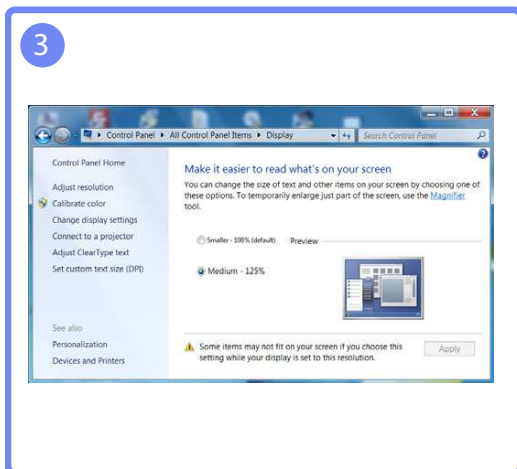 3
Control Panel ▸ All Control Panel Items ▸ Display
Search Control Panel
Control Panel Home
Adjust resolution
Calibrate color
Change display settings
Connect to a projector
Adjust ClearType text
Set custom text size (DPI)
See also
Personalization
Devices and Printers
Make it easier to read what's on your screen
You can change the size of text and other items on your screen by choosing one of
these options. To temporarily enlarge just part of the screen, use the Magnifier
tool.
Smaller - 100% (default)
Preview
Medium - 125%
Some items may not fit on your screen if you choose this
setting while your display is set to this resolution.
Apply